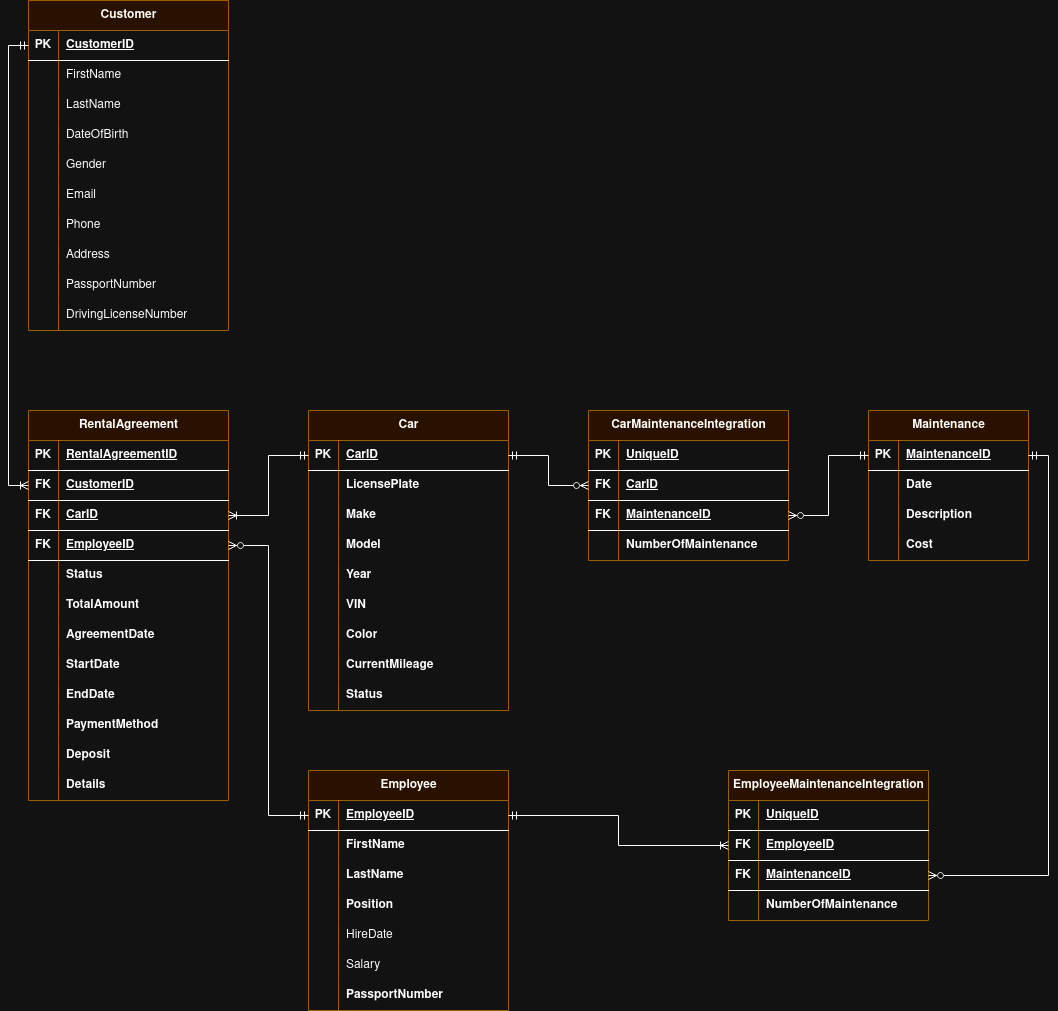 Customer
PK CustomerID
FirstName
LastName
DateOfBirth
Gender
Email
Phone
Address
PassportNumber
DrivingLicenseNumber
RentalAgreement
PK RentalAgreementID
FK CustomerID
FK CarID
FK EmployeeID
Status
TotalAmount
AgreementDate
StartDate
EndDate
PaymentMethod
Deposit
Details
Car
PK CarID
LicensePlate
Make
Model
Year
VIN
Color
CurrentMileage
Status
CarMaintenanceIntegration
PK UniqueID
FK CarID
FK MaintenanceID
NumberOfMaintenance
Maintenance
PK MaintenanceID
Date
Description
Cost
Employee
PK EmployeeID
FirstName
LastName
Position
HireDate
Salary
PassportNumber
EmployeeMaintenanceIntegration
PK UniqueID
FK EmployeeID
FK MaintenanceID
NumberOfMaintenance